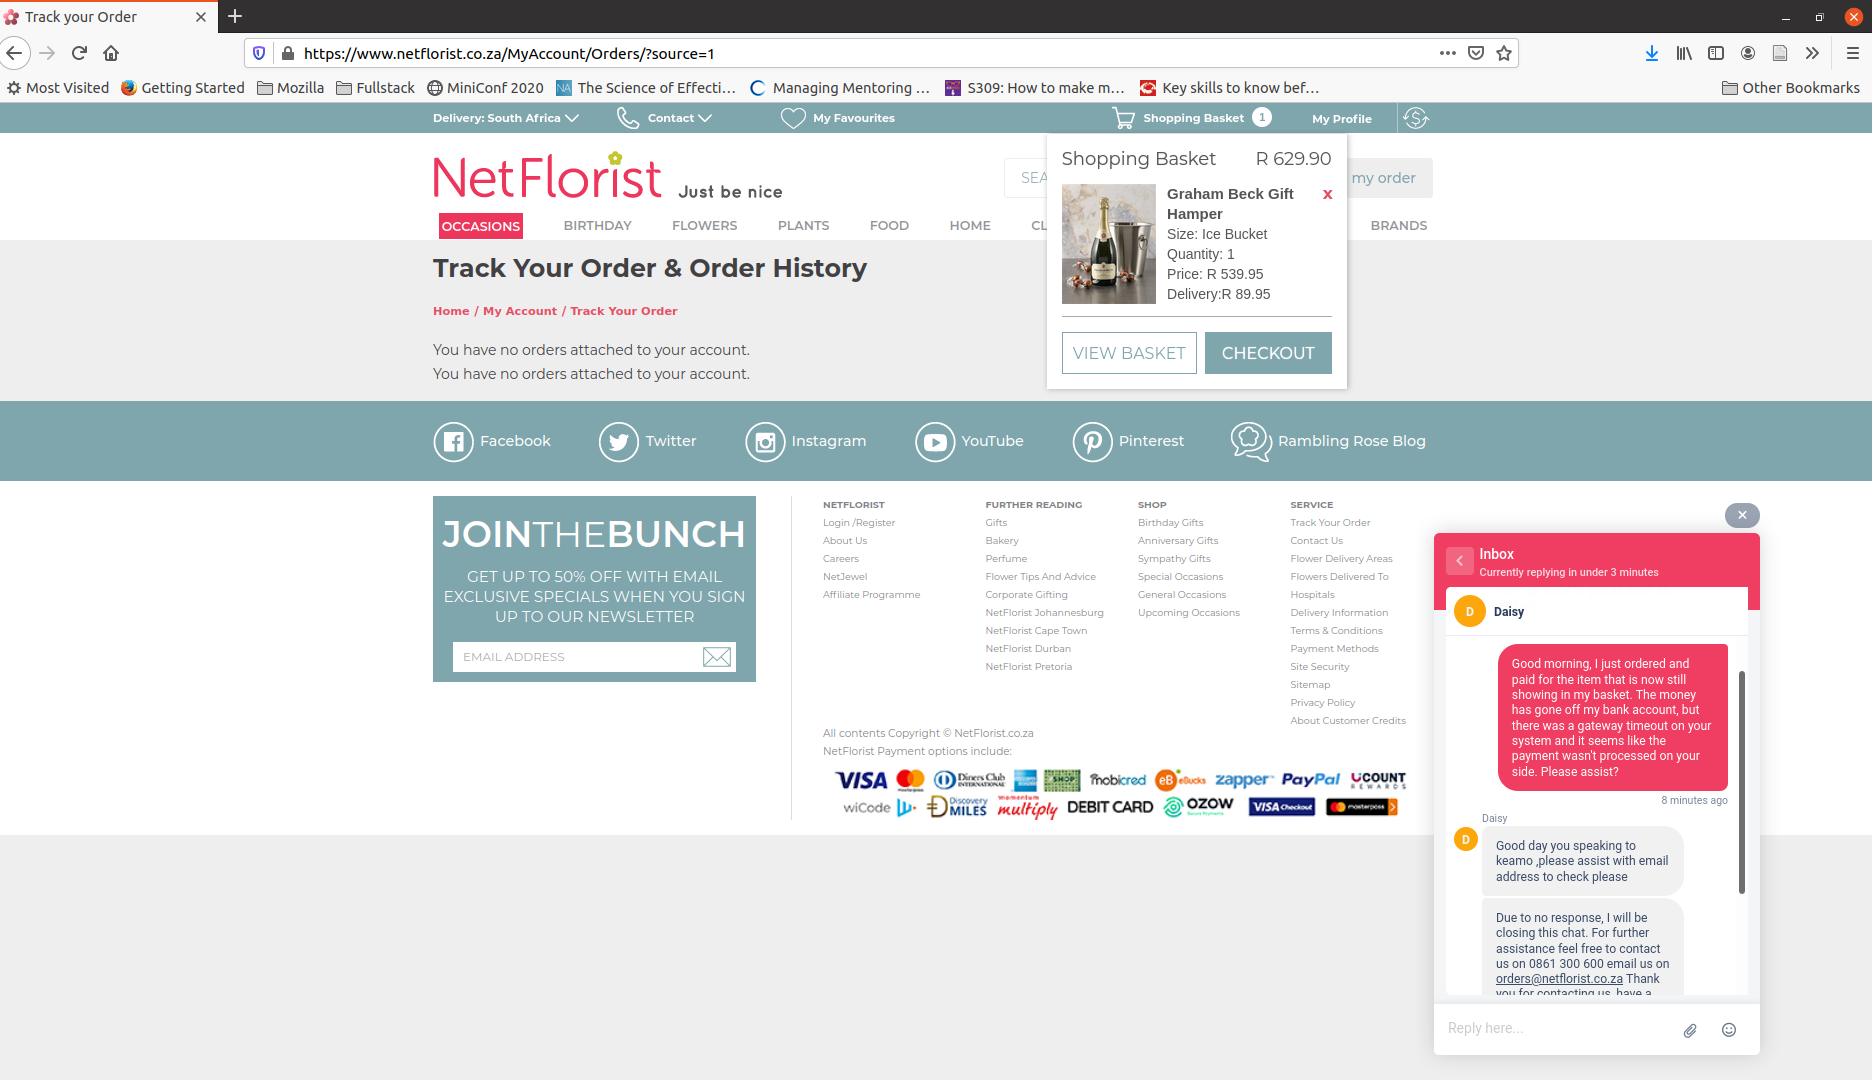 Track your Order
https://www.netflorist.co.za/MyAccount/Orders/?source=1
Most Visited
Getting Started
Mozilla
Fullstack
MiniConf 2020
The Science of Effecti…
Managing Mentoring …
S309: How to make m…
Key skills to know bef…
Other Bookmarks
Delivery: South Africa
Contact
My Favourites
Shopping Basket 1
My Profile
NetFlorist Just be nice
SEA
my order
OCCASIONS
BIRTHDAY
FLOWERS
PLANTS
FOOD
HOME
CL
BRANDS
Shopping Basket R 629.90
Graham Beck Gift x
Hamper
Size: Ice Bucket
Quantity: 1
Price: R 539.95
Delivery:R 89.95
VIEW BASKET
CHECKOUT
Track Your Order & Order History
Home / My Account / Track Your Order
You have no orders attached to your account.
You have no orders attached to your account.
Facebook
Twitter
Instagram
YouTube
Pinterest
Rambling Rose Blog
JOINTHEBUNCH
GET UP TO 50% OFF WITH EMAIL
EXCLUSIVE SPECIALS WHEN YOU SIGN
UP TO OUR NEWSLETTER
EMAIL ADDRESS
NETFLORIST
Login /Register
About Us
Careers
NetJewel
Affiliate Programme
FURTHER READING
Gifts
Bakery
Perfume
Flower Tips And Advice
Corporate Gifting
NetFlorist Johannesburg
NetFlorist Cape Town
NetFlorist Durban
NetFlorist Pretoria
SHOP
Birthday Gifts
Anniversary Gifts
Sympathy Gifts
Special Occasions
General Occasions
Upcoming Occasions
SERVICE
Track Your Order
Contact Us
Flower Delivery Areas
Flowers Delivered To
Hospitals
Delivery Information
Terms & Conditions
Payment Methods
Site Security
Sitemap
Privacy Policy
About Customer Credits
All contents Copyright © NetFlorist.co.za
NetFlorist Payment options include:
VISA
Diners Club
INTERNATIONAL
SHOP!
mobicred
eB eBucks
zapper
PayPal
UCOUNT
REWARDS
wiCode
Discovery
MILES
momentum
multiply
DEBIT CARD
OZOW
VISA Checkout
masterpass
Inbox
Currently replying in under 3 minutes
D Daisy
Good morning, I just ordered and
paid for the item that is now still
showing in my basket. The money
has gone off my bank account, but
there was a gateway timeout on your
system and it seems like the
payment wasn't processed on your
side. Please assist?
8 minutes ago
Daisy
D
Good day you speaking to
keamo ,please assist with email
address to check please
Due to no response, I will be
closing this chat. For further
assistance feel free to contact
us on 0861 300 600 email us on
orders@netflorist.co.za Thank
you for contacting us, have a
Reply here...